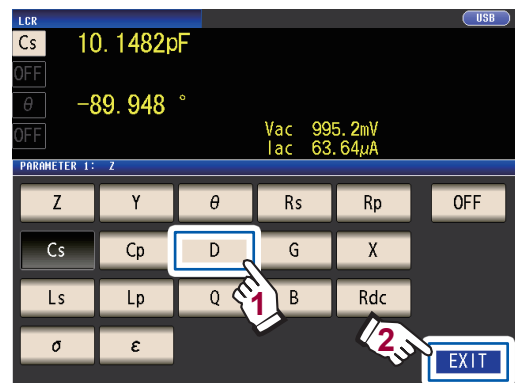 LCR USB
Cs 10.1482pF
OFF
θ -89.948 °
OFF
Vac 995.2mV
Iac 63.64μA
PARAMETER 1: Z
Z Y θ Rs Rp OFF
Cs Cp D G X
Ls Lp Q B Rdc
1
2
σ ε
EXIT